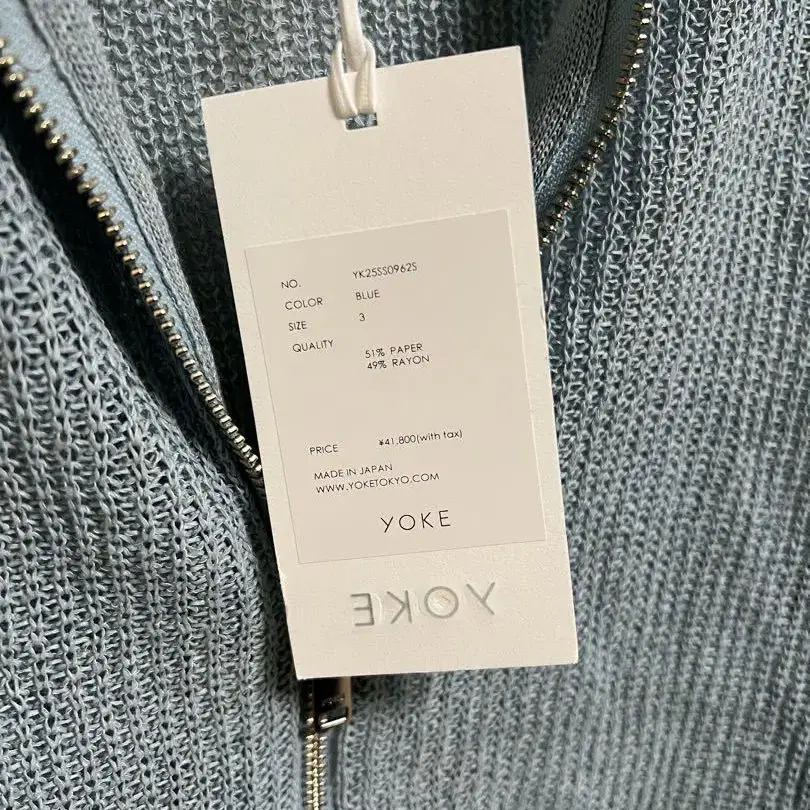 NO. YK25SS0962S
COLOR BLUE
SIZE 3
QUALITY 51% PAPER
49% RAYON
PRICE ¥41,800(with tax)
MADE IN JAPAN
WWW.YOKETOKYO.COM
YOKE
YOKE